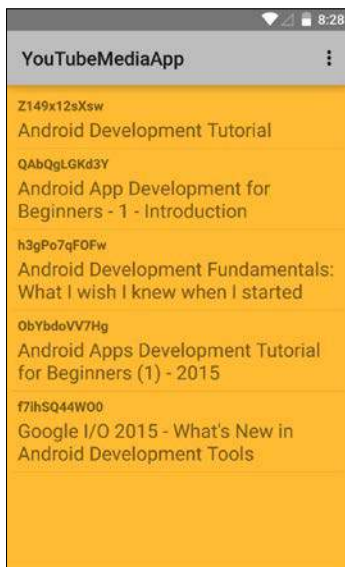 8:28
YouTubeMediaApp
Z149x12sXsw
Android Development Tutorial
QAbQgLGKd3Y
Android App Development for
Beginners - 1 - Introduction
h3gPo7qFOFw
Android Development Fundamentals:
What I wish I knew when I started
ObYbdoVV7Hg
Android Apps Development Tutorial
for Beginners (1) - 2015
f7ihSQ44WO0
Google I/O 2015 - What's New in
Android Development Tools